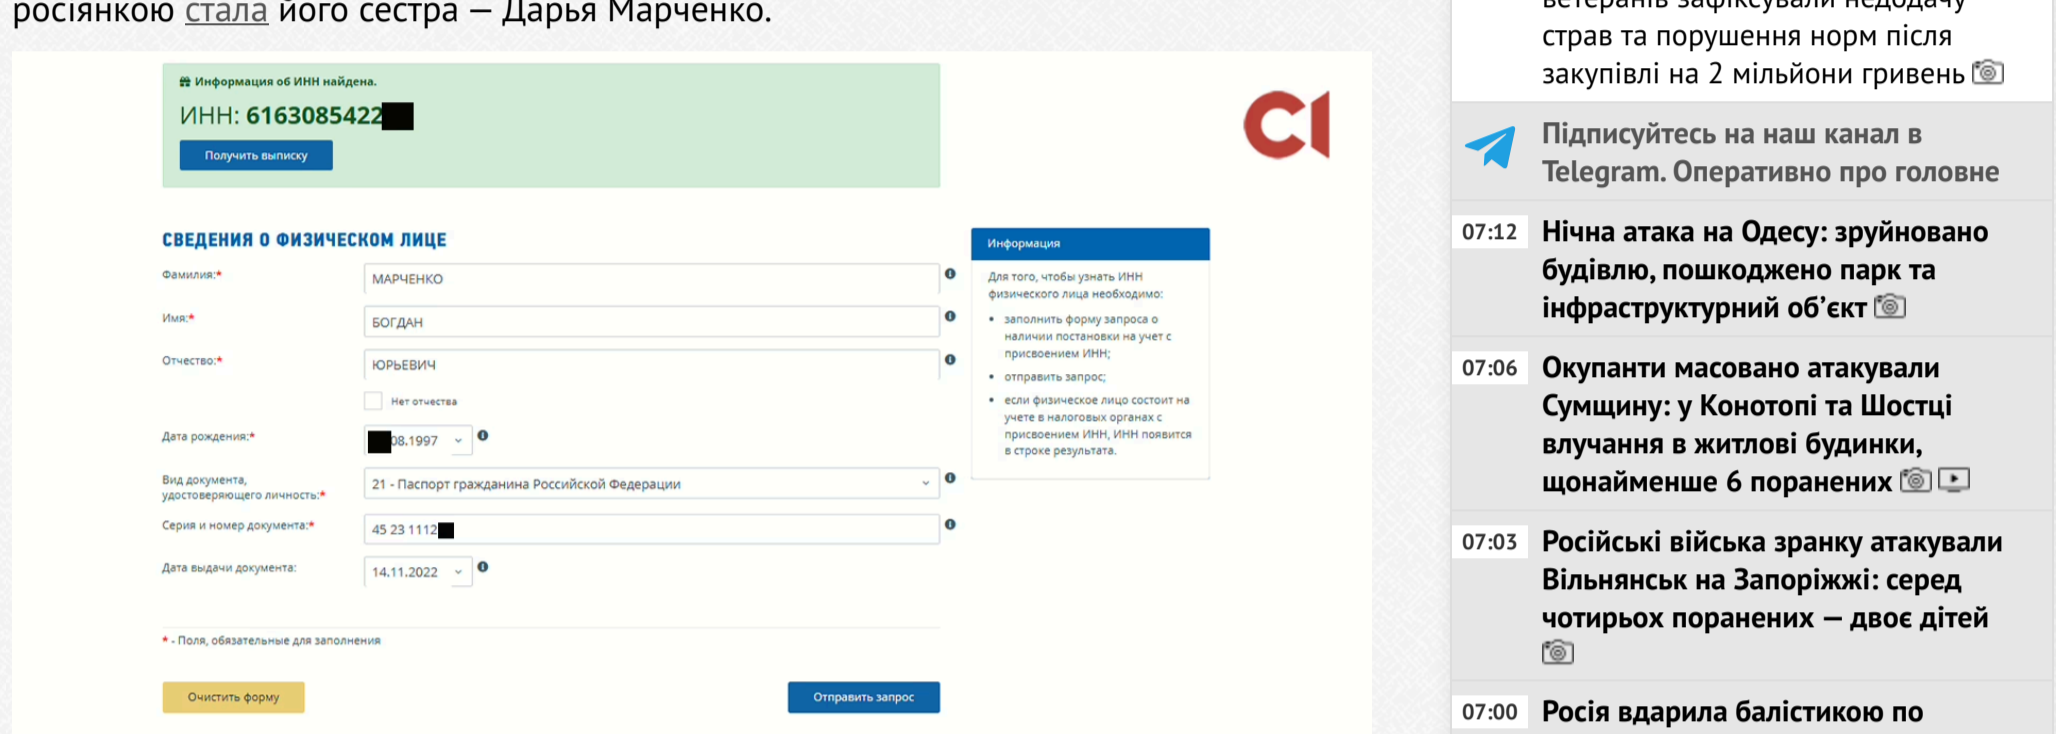 росіянкою стала його сестра — Дарья Марченко.
Информация об ИНН найдена.
ИНН: 6163085422
Получить выписку
СВЕДЕНИЯ О ФИЗИЧЕСКОМ ЛИЦЕ
Фамилия:*
МАРЧЕНКО
Имя:*
БОГДАН
Отчество:*
ЮРЬЕВИЧ
Нет отчества
Дата рождения:*
08.1997
Вид документа,
удостоверяющего личность:*
21 - Паспорт гражданина Российской Федерации
Серия и номер документа:*
45 23 1112
Дата выдачи документа:
14.11.2022
* - Поля, обязательные для заполнения
Очистить форму
Отправить запрос
Информация
Для того, чтобы узнать ИНН
физического лица необходимо:
• заполнить форму запроса о
наличии постановки на учет с
присвоением ИНН;
• отправить запрос;
• если физическое лицо состоит на
учете в налоговых органах с
присвоением ИНН, ИНН появится
в строке результата.
ветеранів зафіксували недодачу
страв та порушення норм після
закупівлі на 2 мільйони гривень
Підписуйтесь на наш канал в
Telegram. Оперативно про головне
07:12 Нічна атака на Одесу: зруйновано
будівлю, пошкоджено парк та
інфраструктурний об’єкт
07:06 Окупанти масовано атакували
Сумщину: у Конотопі та Шостці
влучання в житлові будинки,
щонайменше 6 поранених
07:03 Російські війська зранку атакували
Вільнянськ на Запоріжжі: серед
чотирьох поранених — двоє дітей
07:00 Росія вдарила балістикою по